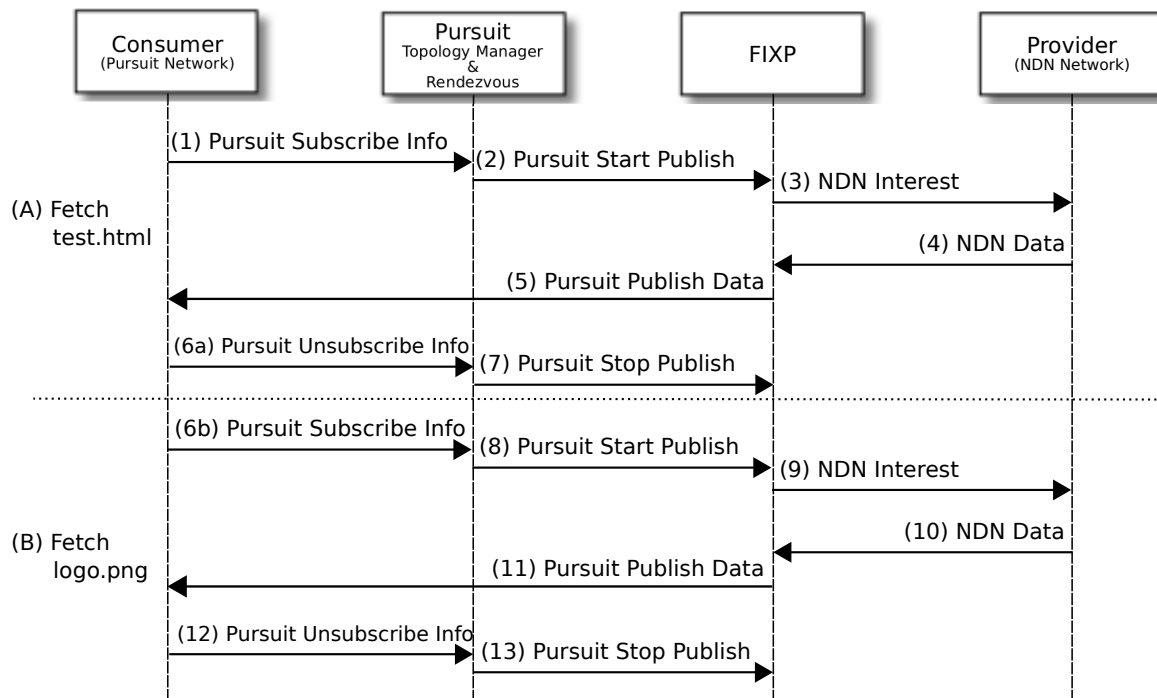 Consumer
(Pursuit Network)
Pursuit
Topology Manager
&
Rendezvous
FIXP
Provider
(NDN Network)
(1) Pursuit Subscribe Info
(2) Pursuit Start Publish
(3) NDN Interest
(A) Fetch
test.html
(4) NDN Data
(5) Pursuit Publish Data
(6a) Pursuit Unsubscribe Info
(7) Pursuit Stop Publish
(6b) Pursuit Subscribe Info
(8) Pursuit Start Publish
(9) NDN Interest
(B) Fetch
logo.png
(10) NDN Data
(11) Pursuit Publish Data
(12) Pursuit Unsubscribe Info
(13) Pursuit Stop Publish